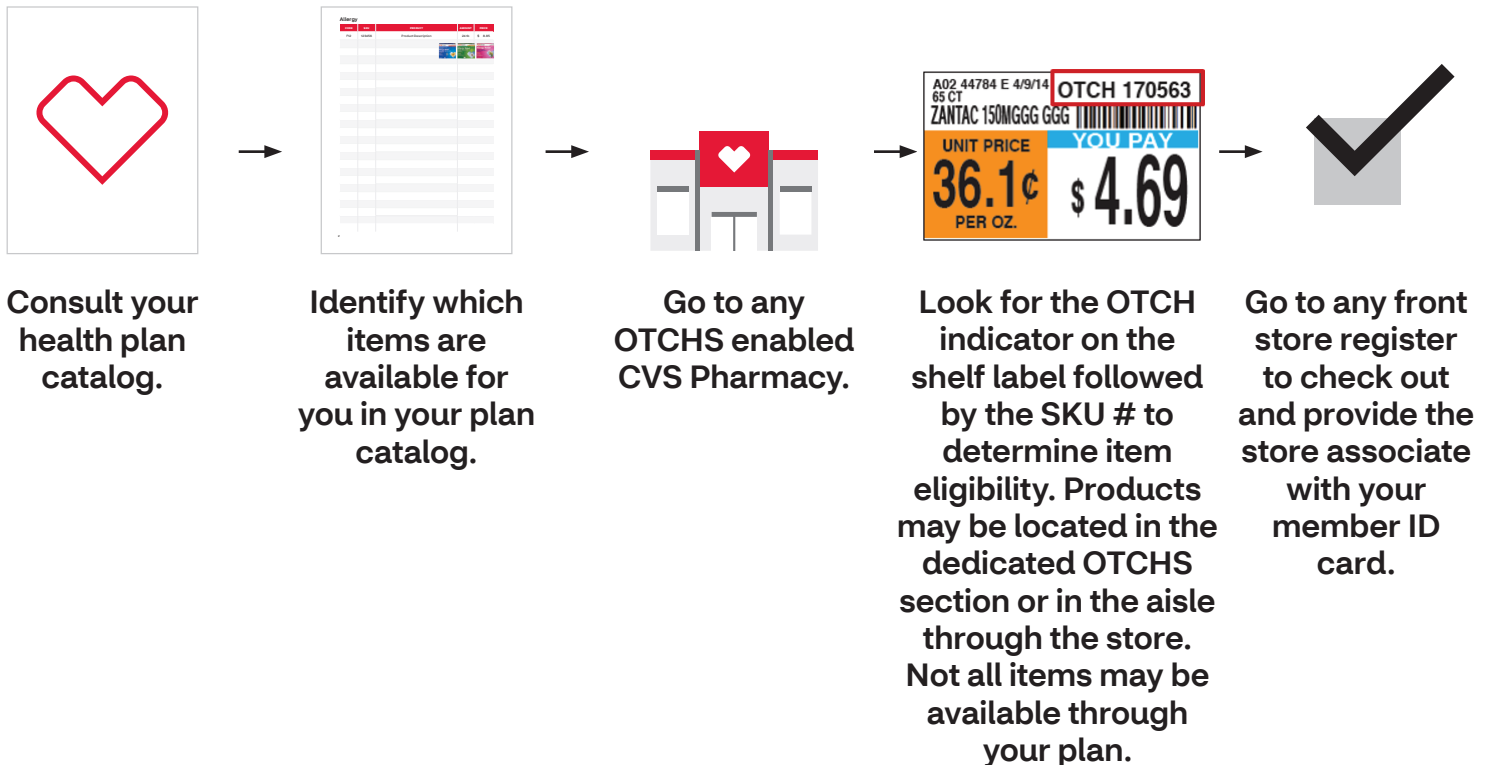 Allergy
A02 44784 E 4/9/14
65 CT
OTCH 170563
ZANTAC 150MGGG GGG
UNIT PRICE
36.1¢
PER OZ.
YOU PAY
$ 4.69
Consult your
health plan
catalog.
Identify which
items are
available for
you in your plan
catalog.
Go to any
OTCHS enabled
CVS Pharmacy.
Look for the OTCH
indicator on the
shelf label followed
by the SKU # to
determine item
eligibility. Products
may be located in the
dedicated OTCHS
section or in the aisle
through the store.
Not all items may be
available through
your plan.
Go to any front
store register
to check out
and provide the
store associate
with your
member ID
card.